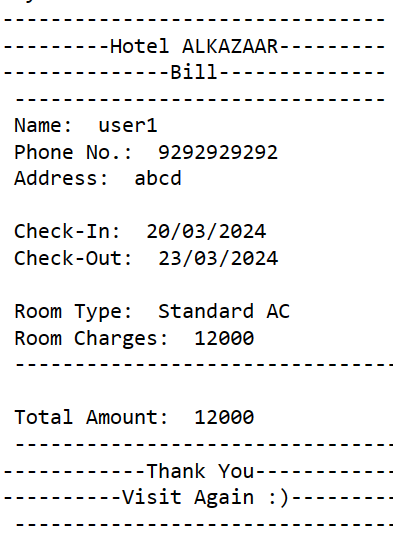 --------------------------------
---------Hotel ALKAZAAR---------
--------------Bill--------------
-------------------------------
Name: user1
Phone No.: 9292929292
Address: abcd
Check-In: 20/03/2024
Check-Out: 23/03/2024
Room Type: Standard AC
Room Charges: 12000
--------------------------------
Total Amount: 12000
--------------------------------
------------Thank You------------
----------Visit Again :)---------
--------------------------------